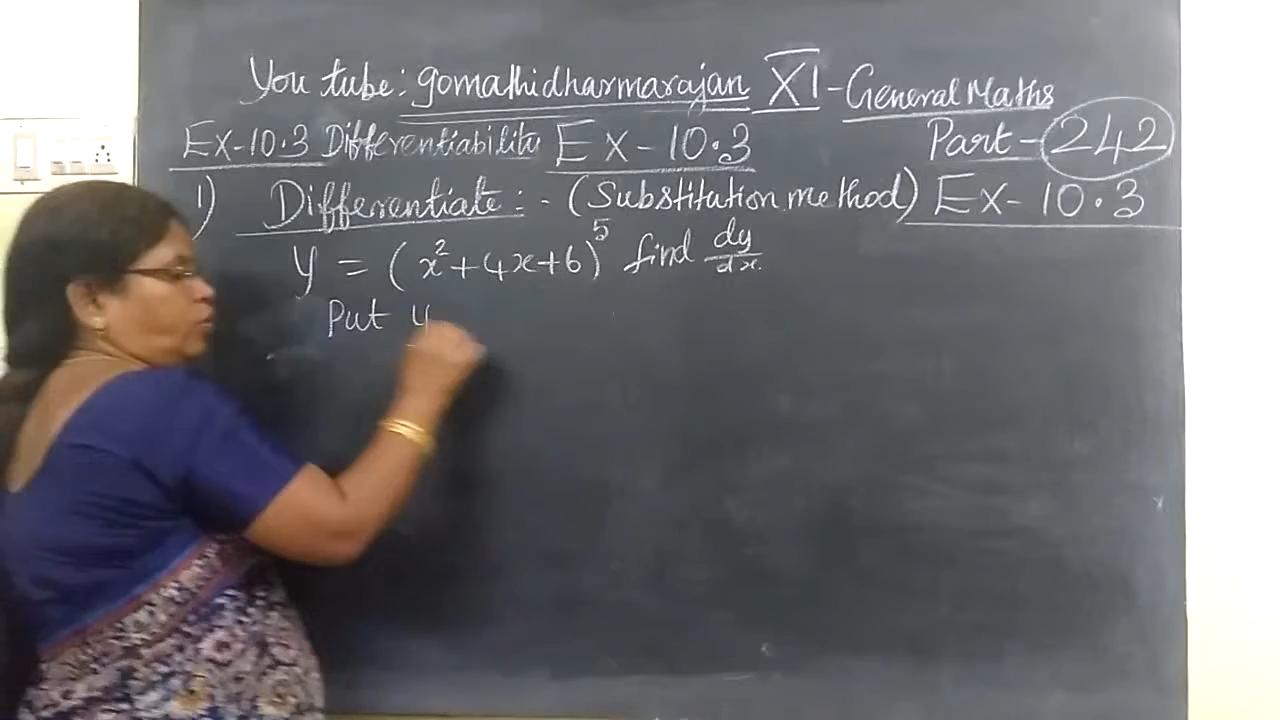 You tube: gomathidharmarajan XI - General Maths
Ex-10.3 Differentiability Ex-10.3 Part-242
1) Differentiate:- (Substitution method) Ex-10.3
y = (x²+4x+6)⁵ find dy/dx.
Put y